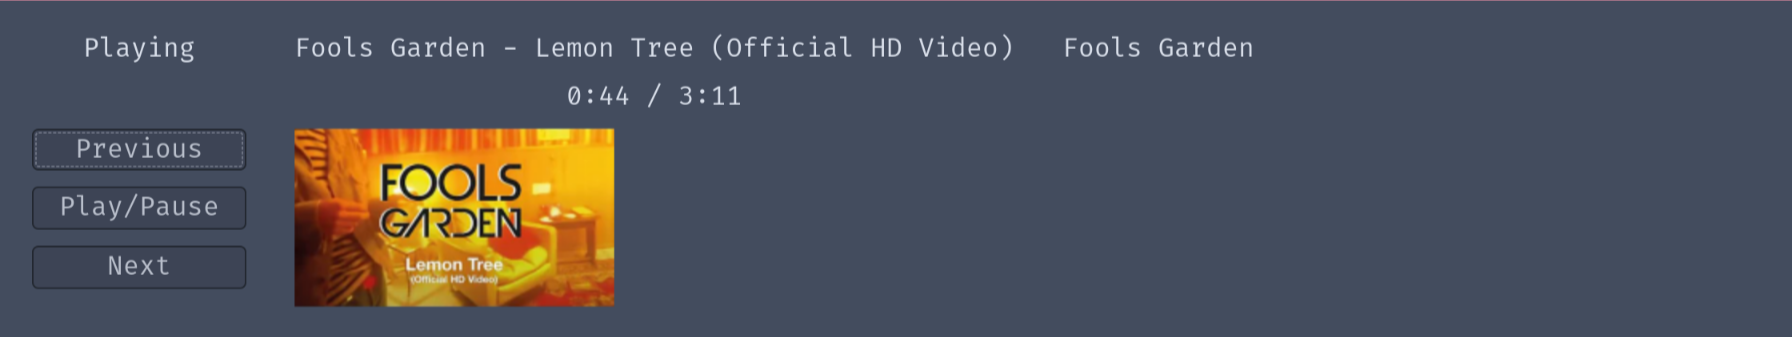 Playing Fools Garden – Lemon Tree (Official HD Video) Fools Garden
0:44 / 3:11
Previous
Play/Pause
Next
FOOLS
GARDEN
Lemon Tree
(Official HD Video)